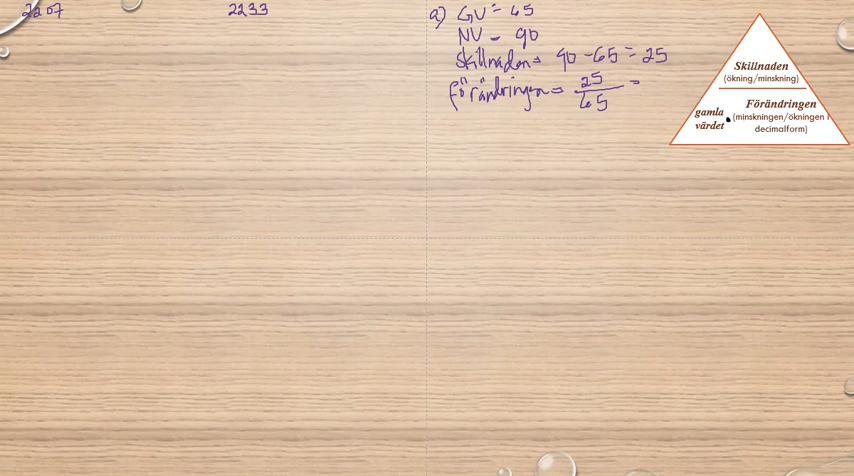 2207
2233
a) GV = 65
NV = 90
Skillnaden = 90 - 65 = 25
förändringen = 25/65 =
Skillnaden
(ökning/minskning)
gamla värdet
•
Förändringen
(minskningen/ökningen i
decimalform)